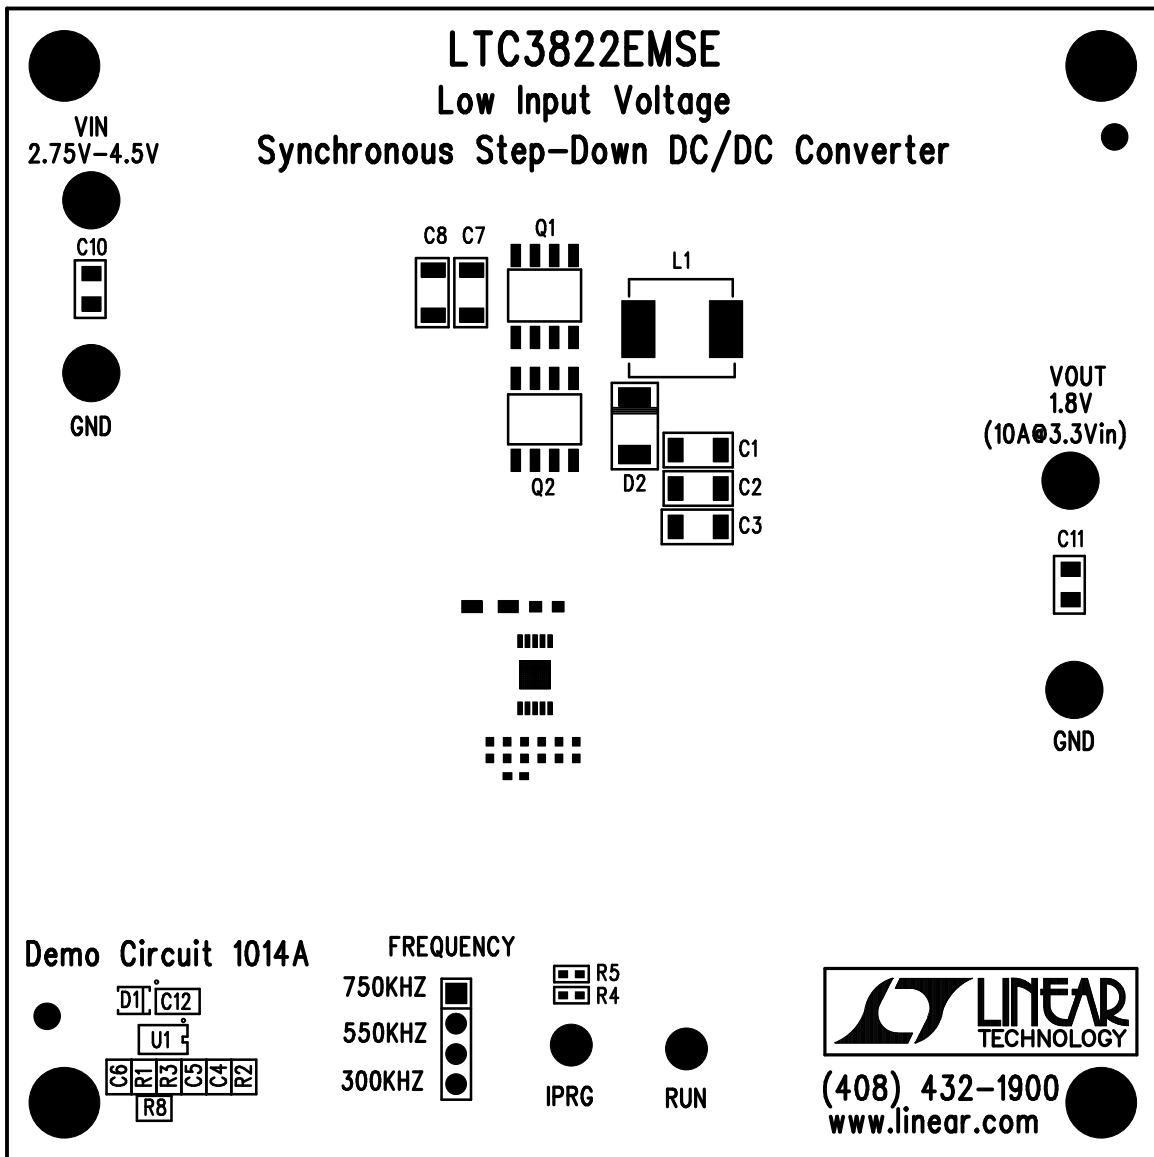 LTC3822EMSE
Low Input Voltage
Synchronous Step-Down DC/DC Converter
VIN
2.75V-4.5V
C10
GND
C8 C7
Q1
L1
Q2
D2
C1
C2
C3
VOUT
1.8V
(10A@3.3Vin)
C11
GND
Demo Circuit 1014A
D1 C12
U1
C6 R1 R3 C5 C4 R2
R8
FREQUENCY
750KHZ
550KHZ
300KHZ
R5
R4
IPRG
RUN
LINEAR
TECHNOLOGY
(408) 432-1900
www.linear.com